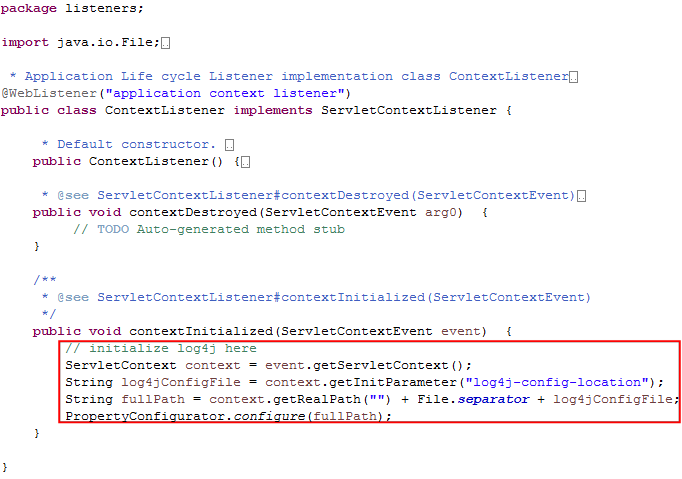 package listeners;
import java.io.File;
* Application Life cycle Listener implementation class ContextListener
@WebListener("application context listener")
public class ContextListener implements ServletContextListener {
* Default constructor.
public ContextListener() {
* @see ServletContextListener#contextDestroyed(ServletContextEvent)
public void contextDestroyed(ServletContextEvent arg0)  {
// TODO Auto-generated method stub
}
/**
* @see ServletContextListener#contextInitialized(ServletContextEvent)
*/
public void contextInitialized(ServletContextEvent event)  {
// initialize log4j here
ServletContext context = event.getServletContext();
String log4jConfigFile = context.getInitParameter("log4j-config-location");
String fullPath = context.getRealPath("") + File.separator + log4jConfigFile;
PropertyConfigurator.configure(fullPath);
}
}